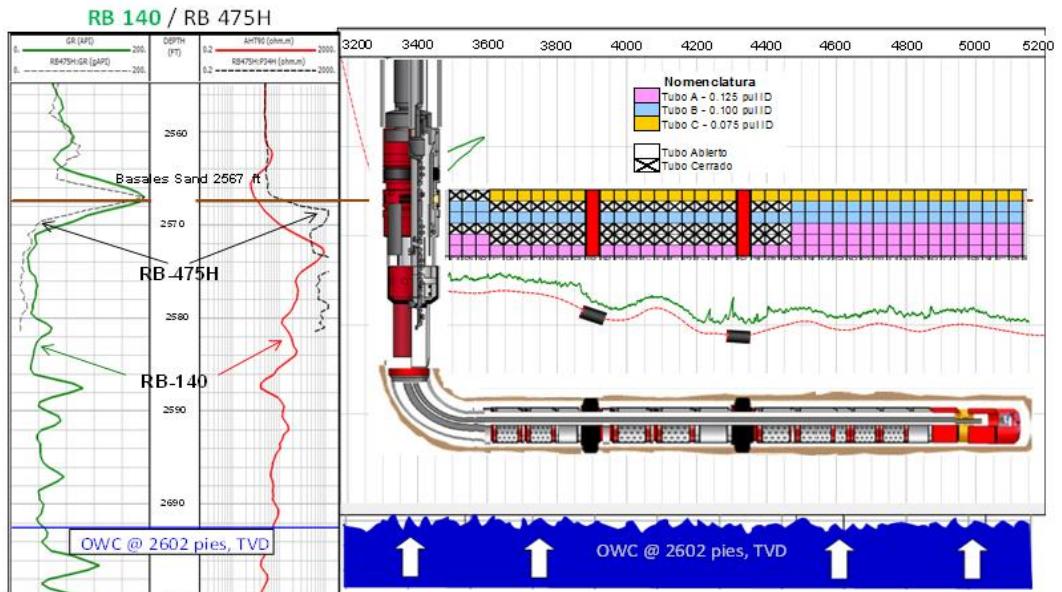 RB 140 / RB 475H
GR (API)
0. 200.
RB475H:GR (gAPI)
0. 200.
DEPTH
(FT)
AHT90 (ohm.m)
0.2 2000.
RB475H:P34H (ohm.m)
0.2 2000.
3200 3400 3600 3800 4000 4200 4400 4600 4800 5000 5200
Nomenclatura
Tubo A - 0.125 pul ID
Tubo B - 0.100 pul ID
Tubo C - 0.075 pul ID
Tubo Abierto
Tubo Cerrado
2560
Basales Sand 2567 ft
2570
RB-475H
2580
RB-140
2590
2690
OWC @ 2602 pies, TVD
OWC @ 2602 pies, TVD